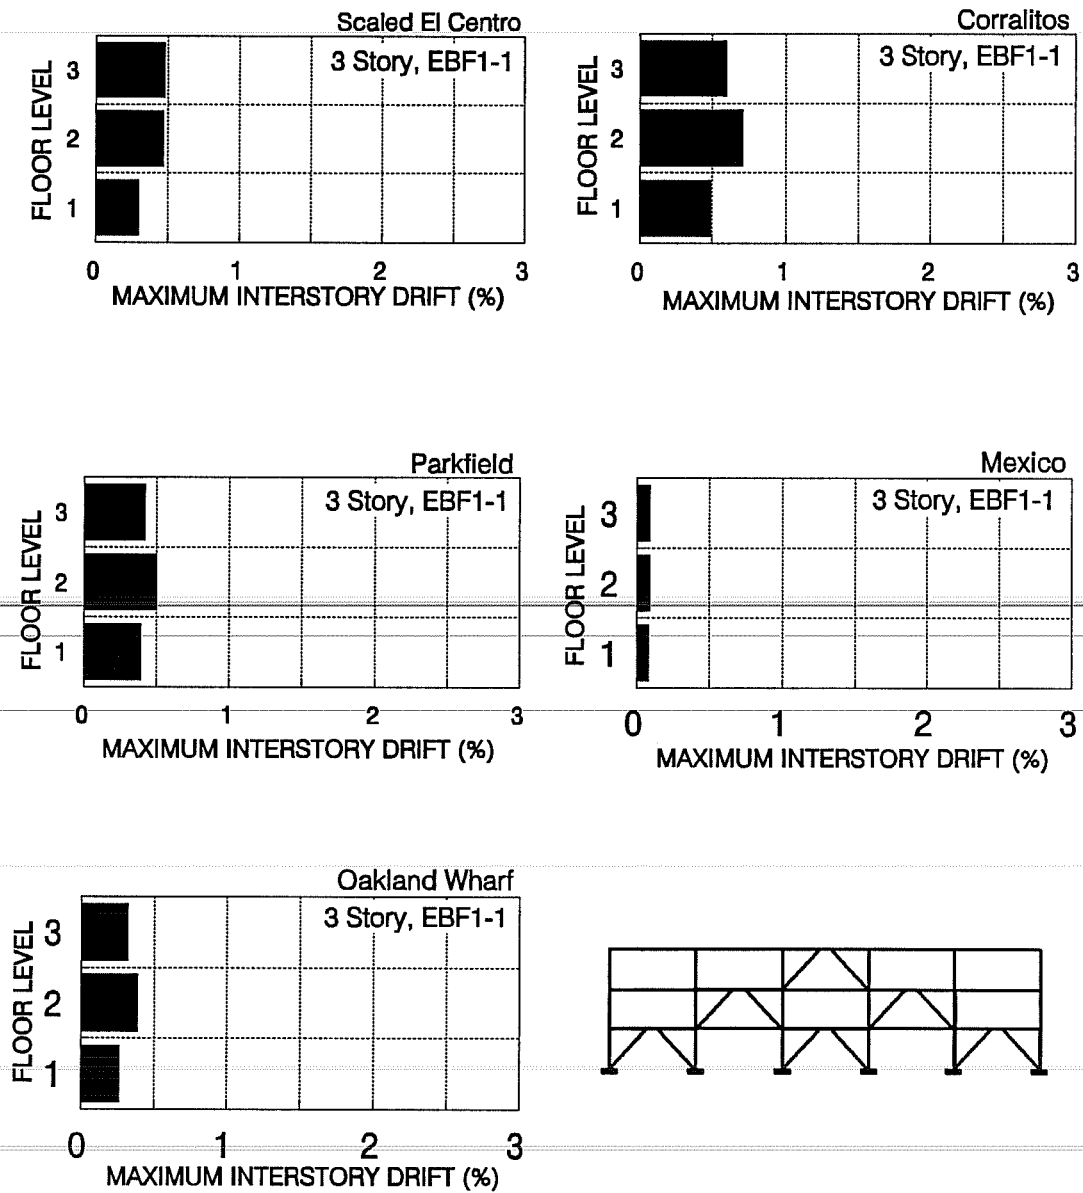 Scaled El Centro
3 Story, EBF1-1
FLOOR LEVEL
3
2
1
0 1 2 3
MAXIMUM INTERSTORY DRIFT (%)
Corralitos
3 Story, EBF1-1
FLOOR LEVEL
3
2
1
0 1 2 3
MAXIMUM INTERSTORY DRIFT (%)
Parkfield
3 Story, EBF1-1
FLOOR LEVEL
3
2
1
0 1 2 3
MAXIMUM INTERSTORY DRIFT (%)
Mexico
3 Story, EBF1-1
FLOOR LEVEL
3
2
1
0 1 2 3
MAXIMUM INTERSTORY DRIFT (%)
Oakland Wharf
3 Story, EBF1-1
FLOOR LEVEL
3
2
1
0 1 2 3
MAXIMUM INTERSTORY DRIFT (%)